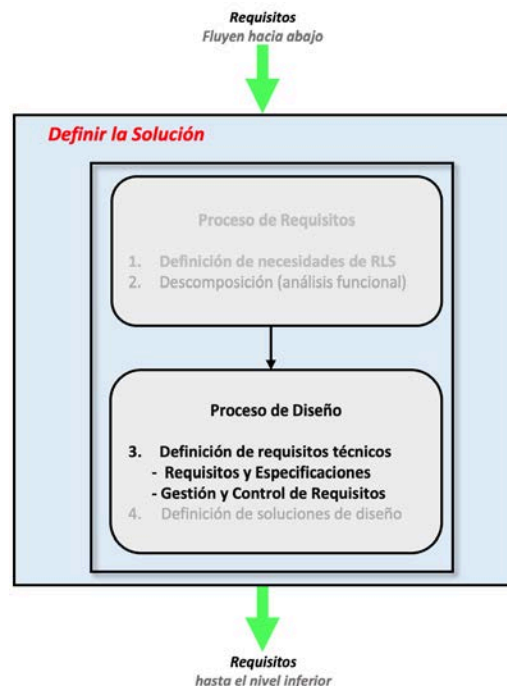 Requisitos
Fluyen hacia abajo
Definir la Solución
Proceso de Requisitos
1. Definición de necesidades de RLS
2. Descomposición (análisis funcional)
Proceso de Diseño
3. Definición de requisitos técnicos
- Requisitos y Especificaciones
- Gestión y Control de Requisitos
4. Definición de soluciones de diseño
Requisitos
hasta el nivel inferior